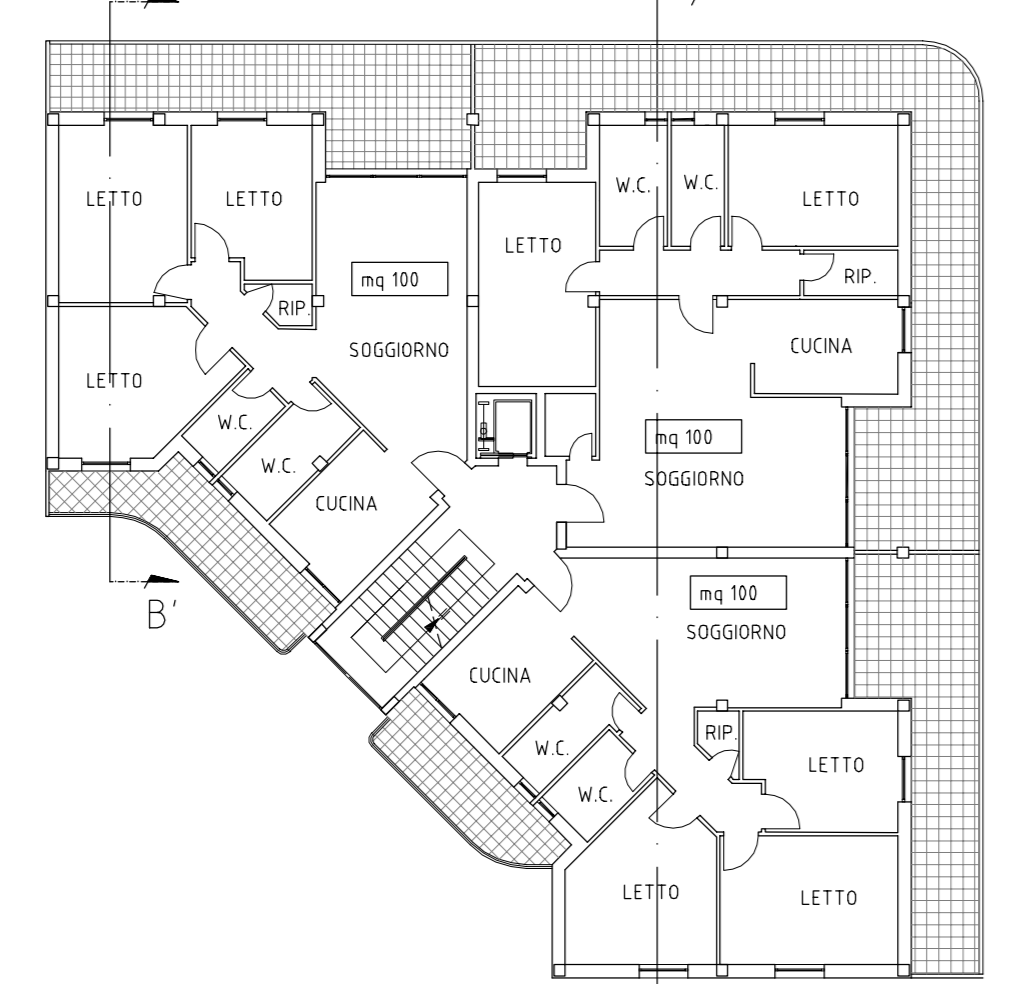 LETTO
LETTO
W.C.
W.C.
LETTO
LETTO
mq 100
RIP.
RIP.
SOGGIORNO
CUCINA
LETTO
W.C.
mq 100
W.C.
SOGGIORNO
CUCINA
mq 100
B'
SOGGIORNO
CUCINA
RIP.
W.C.
LETTO
W.C.
LETTO
LETTO